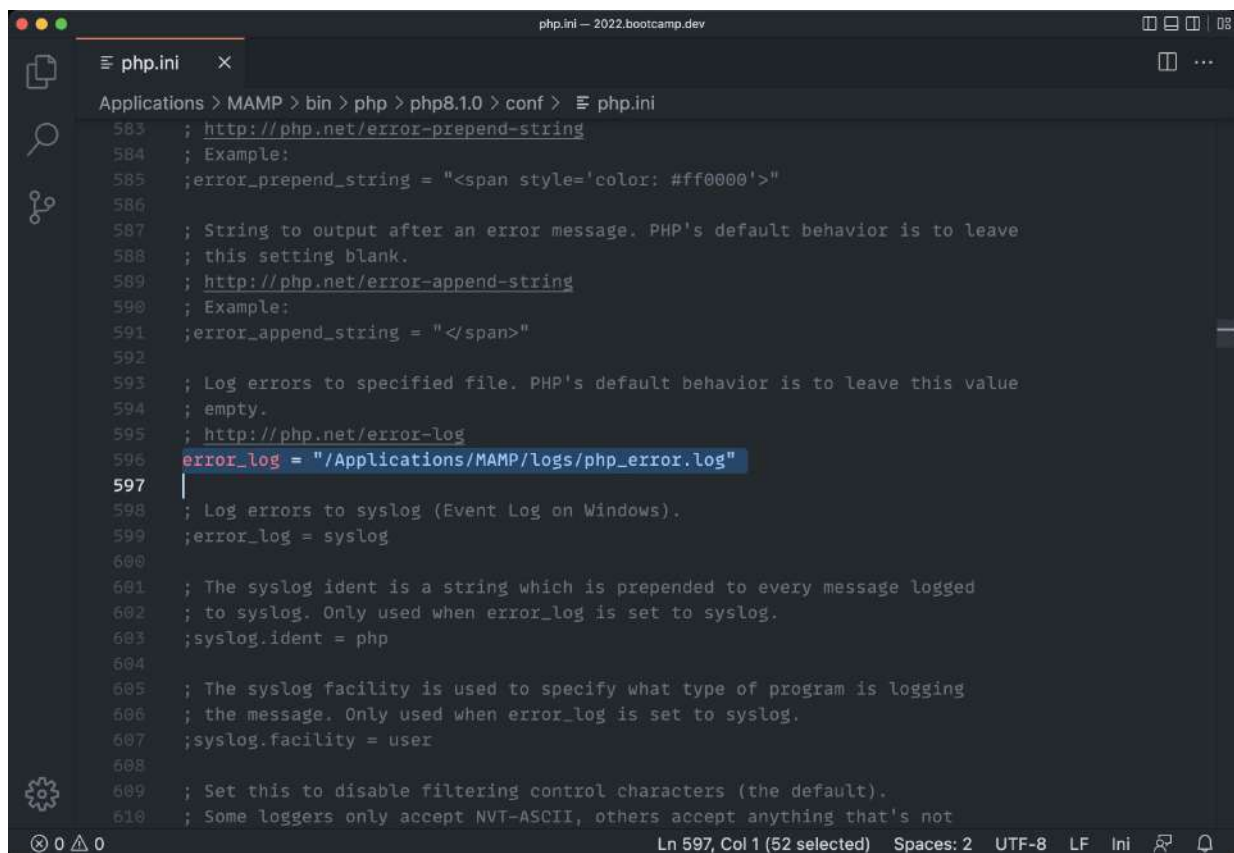 php.ini — 2022.bootcamp.dev
php.ini
Applications > MAMP > bin > php > php8.1.0 > conf > php.ini
583 ; http://php.net/error-prepend-string
584 ; Example:
585 ;error_prepend_string = "<span style='color: #ff0000'>"
586
587 ; String to output after an error message. PHP's default behavior is to leave
588 ; this setting blank.
589 ; http://php.net/error-append-string
590 ; Example:
591 ;error_append_string = "</span>"
592
593 ; Log errors to specified file. PHP's default behavior is to leave this value
594 ; empty.
595 ; http://php.net/error-log
596 error_log = "/Applications/MAMP/logs/php_error.log"
597
598 ; Log errors to syslog (Event Log on Windows).
599 ;error_log = syslog
600
601 ; The syslog ident is a string which is prepended to every message logged
602 ; to syslog. Only used when error_log is set to syslog.
603 ;syslog.ident = php
604
605 ; The syslog facility is used to specify what type of program is logging
606 ; the message. Only used when error_log is set to syslog.
607 ;syslog.facility = user
608
609 ; Set this to disable filtering control characters (the default).
610 ; Some loggers only accept NVT-ASCII, others accept anything that's not
0 0 Ln 597, Col 1 (52 selected) Spaces: 2 UTF-8 LF Ini